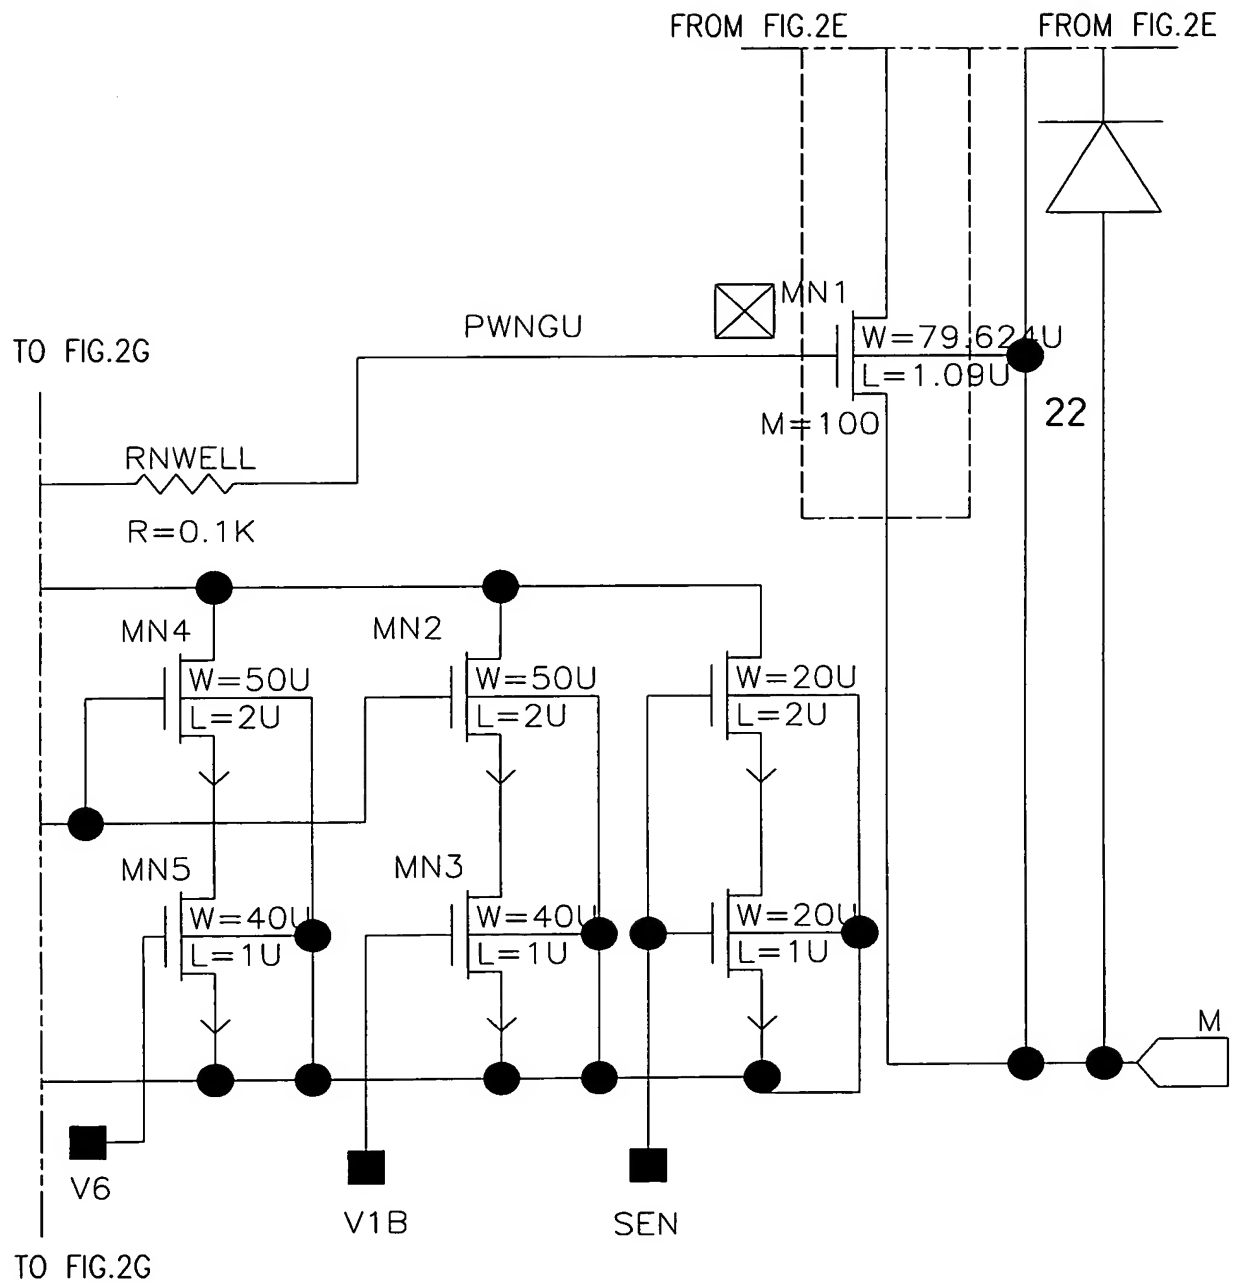 FROM FIG.2E
FROM FIG.2E
MN1
PWNGU
W=79.624U
TO FIG.2G
L=1.09U
22
M=100
RNWELL
R=0.1K
MN4
MN2
W=50U
W=50U
W=20U
L=2U
L=2U
L=2U
MN5
MN3
W=40U
W=40U
W=20U
L=1U
L=1U
L=1U
M
V6
V1B
SEN
TO FIG.2G